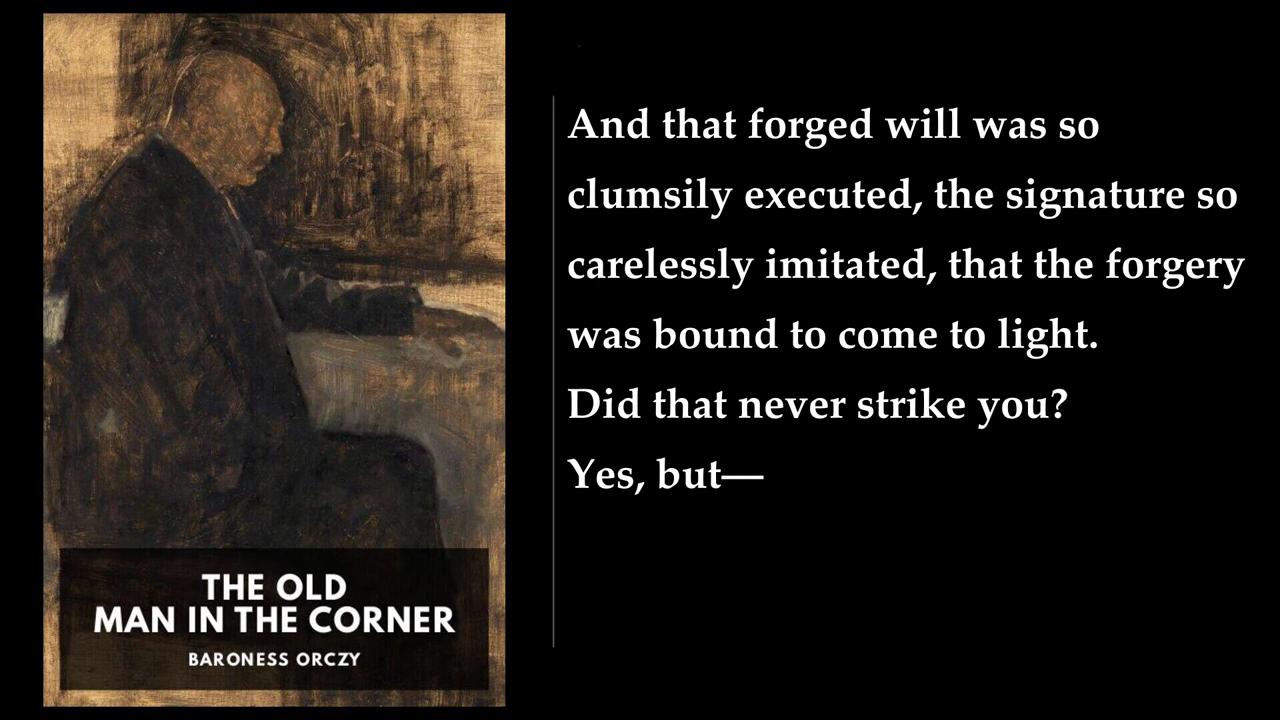 THE OLD
MAN IN THE CORNER
BARONESS ORCZY
And that forged will was so
clumsily executed, the signature so
carelessly imitated, that the forgery
was bound to come to light.
Did that never strike you?
Yes, but—